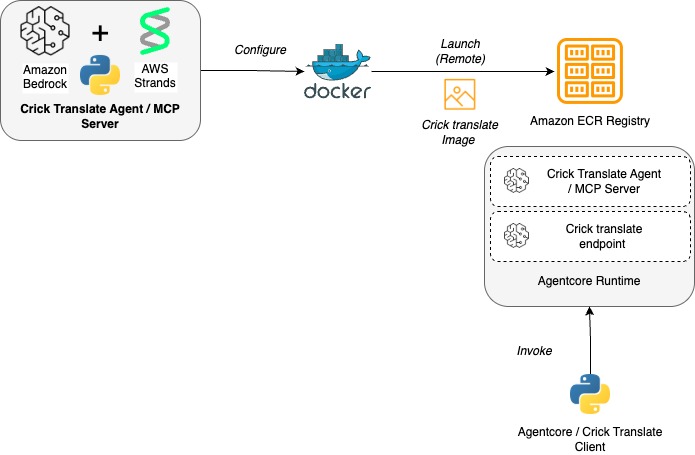 Amazon
Bedrock
+
AWS
Strands
Crick Translate Agent / MCP
Server
Configure
docker
Launch
(Remote)
Crick translate
Image
Amazon ECR Registry
Crick Translate Agent
/ MCP Server
Crick translate
endpoint
Agentcore Runtime
Invoke
Agentcore / Crick Translate
Client